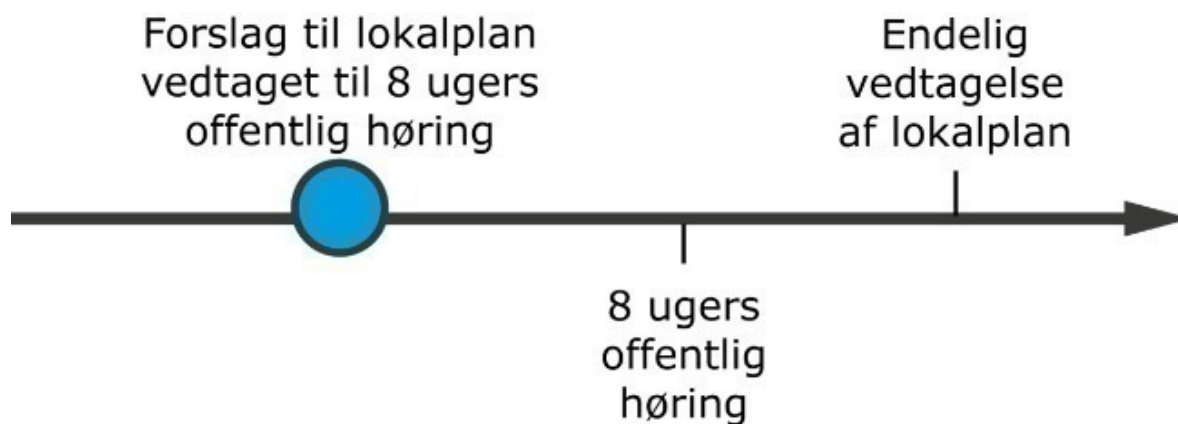 Forslag til lokalplan
vedtaget til 8 ugers
offentlig høring
8 ugers
offentlig
høring
Endelig
vedtagelse
af lokalplan